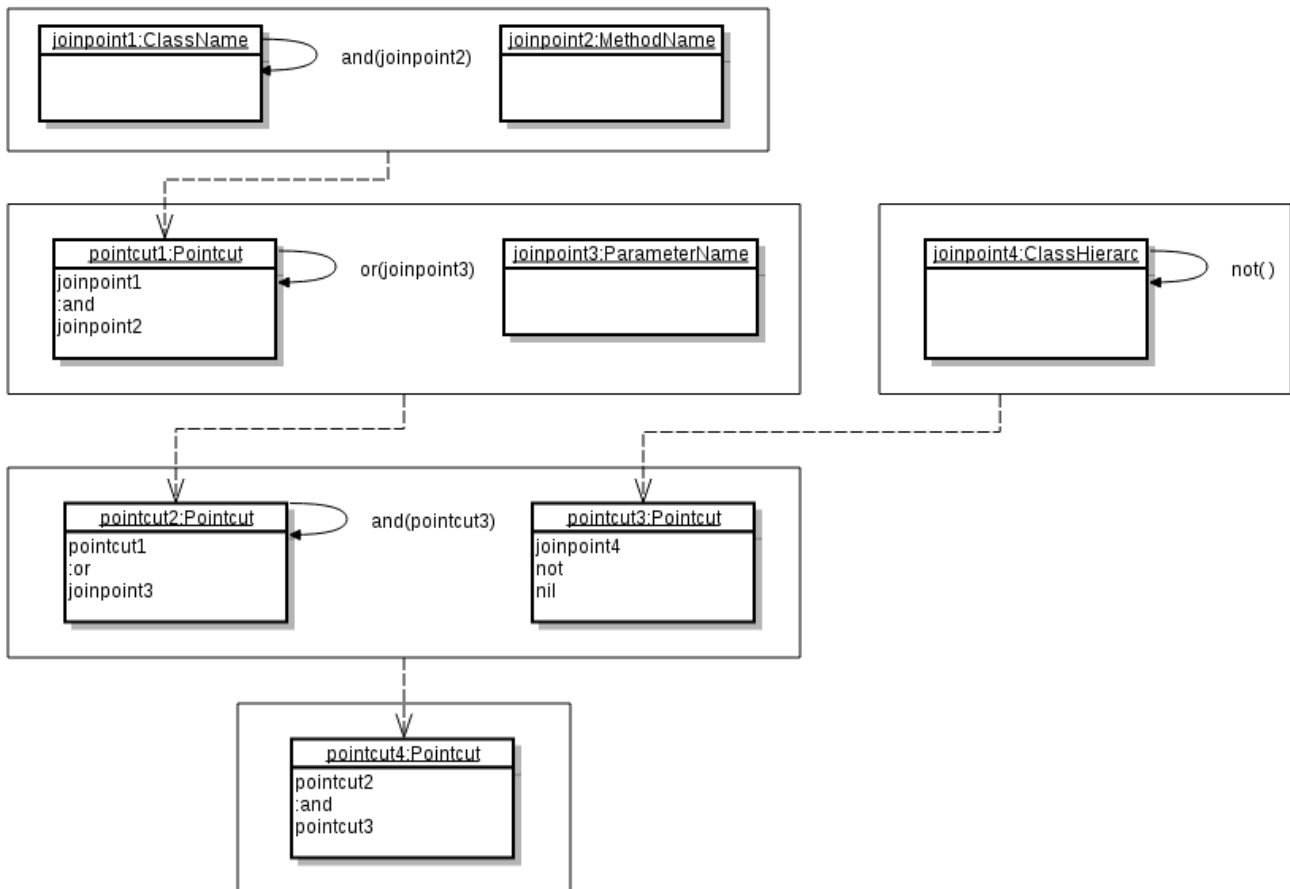 joinpoint1:ClassName
and(joinpoint2)
joinpoint2:MethodName
pointcut1:Pointcut
joinpoint1
:and
joinpoint2
or(joinpoint3)
joinpoint3:ParameterName
joinpoint4:ClassHierarc
not( )
pointcut2:Pointcut
pointcut1
:or
joinpoint3
and(pointcut3)
pointcut3:Pointcut
joinpoint4
not
nil
pointcut4:Pointcut
pointcut2
:and
pointcut3